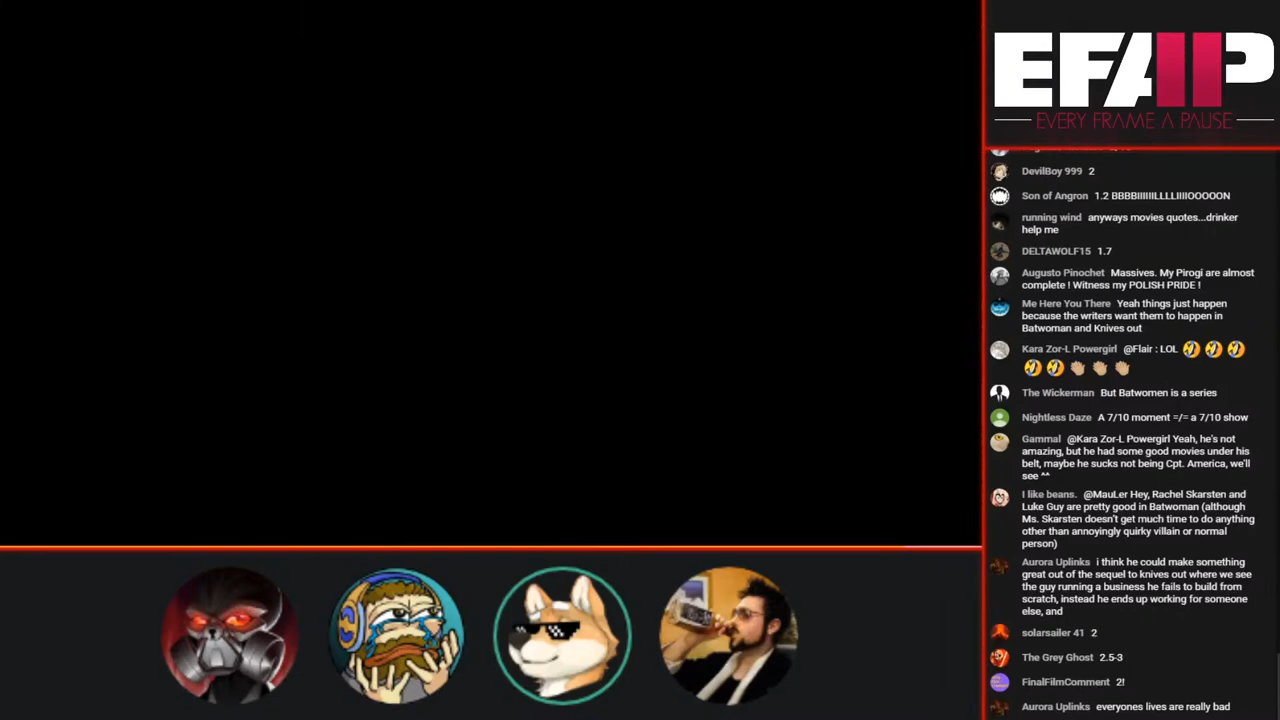 EFAP
EVERY FRAME A PAUSE
DevilBoy 999 2
Son of Angron 1.2 BBBBIIIIIILLLLIIIIOOOOON
running wind anyways movies quotes...drinker
help me
DELTAWOLF15 1.7
Augusto Pinochet Massives. My Pirogi are almost
complete ! Witness my POLISH PRIDE !
Me Here You There Yeah things just happen
because the writers want them to happen in
Batwoman and Knives out
Kara Zor-L Powergirl @Flair : LOL 🤣 🤣 🤣
🤣 🤣 👏🏼 👏🏼 👏🏼
The Wickerman But Batwomen is a series
Nightless Daze A 7/10 moment =/= a 7/10 show
Gammal @Kara Zor-L Powergirl Yeah, he's not
amazing, but he had some good movies under his
belt, maybe he sucks not being Cpt. America, we'll
see ^^
I like beans. @MauLer Hey, Rachel Skarsten and
Luke Guy are pretty good in Batwoman (although
Ms. Skarsten doesn't get much time to do anything
other than annoyingly quirky villain or normal
person)
Aurora Uplinks i think he could make something
great out of the sequel to knives out where we see
the guy running a business he fails to build from
scratch, instead he ends up working for someone
else, and
solarsailer 41 2
The Grey Ghost 2.5-3
FinalFilmComment 2!
Aurora Uplinks everyones lives are really bad